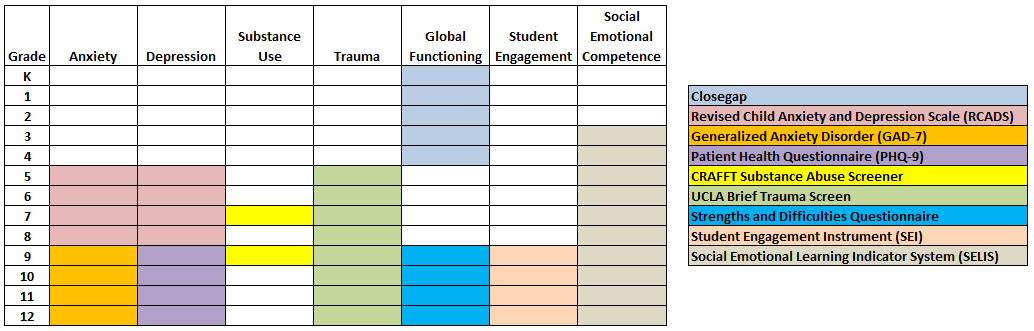 Grade Anxiety Depression Substance Use Trauma Global Functioning Student Engagement Social Emotional Competence
K
1
2
3
4
5
6
7
8
9
10
11
12
Closegap
Revised Child Anxiety and Depression Scale (RCADS)
Generalized Anxiety Disorder (GAD-7)
Patient Health Questionnaire (PHQ-9)
CRAFFT Substance Abuse Screener
UCLA Brief Trauma Screen
Strengths and Difficulties Questionnaire
Student Engagement Instrument (SEI)
Social Emotional Learning Indicator System (SELIS)